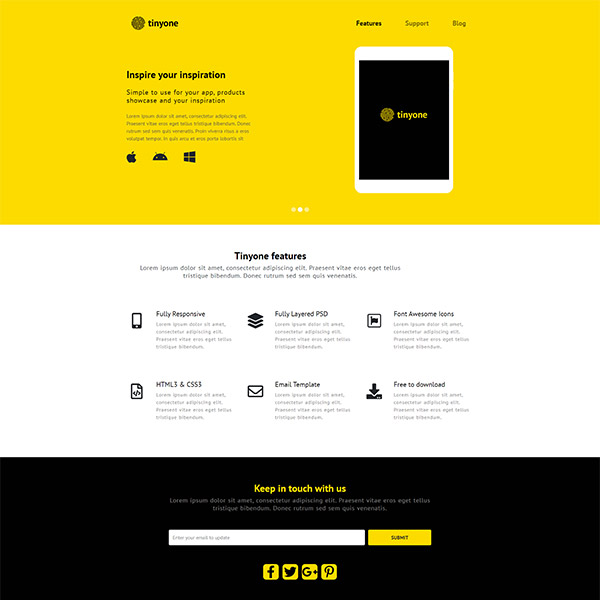 tinyone
Features Support Blog
Inspire your inspiration
Simple to use for your app, products
showcase and your inspiration
Lorem ipsum dolor sit amet, consectetur adipiscing elit.
Praesent vitae eros eget tellus tristique bibendum. Donec
rutrum sed sem quis venenatis. Proin viverra risus a eros
volutpat tempor. In quis arcu et eros porta lobortis sit
tinyone
Tinyone features
Lorem ipsum dolor sit amet, consectetur adipiscing elit. Praesent vitae eros eget tellus
tristique bibendum. Donec rutrum sed sem quis venenatis.
Fully Responsive
Lorem ipsum dolor sit amet,
consectetur adipiscing elit.
Praesent vitae eros eget tellus
tristique bibendum.
Fully Layered PSD
Lorem ipsum dolor sit amet,
consectetur adipiscing elit.
Praesent vitae eros eget tellus
tristique bibendum.
Font Awesome Icons
Lorem ipsum dolor sit amet,
consectetur adipiscing elit.
Praesent vitae eros eget tellus
tristique bibendum.
HTML3 & CSS3
Lorem ipsum dolor sit amet,
consectetur adipiscing elit.
Praesent vitae eros eget tellus
tristique bibendum.
Email Template
Lorem ipsum dolor sit amet,
consectetur adipiscing elit.
Praesent vitae eros eget tellus
tristique bibendum.
Free to download
Lorem ipsum dolor sit amet,
consectetur adipiscing elit.
Praesent vitae eros eget tellus
tristique bibendum.
Keep in touch with us
Lorem ipsum dolor sit amet, consectetur adipiscing elit. Praesent vitae eros eget tellus
tristique bibendum. Donec rutrum sed sem quis venenatis.
Enter your email to update
SUBMIT